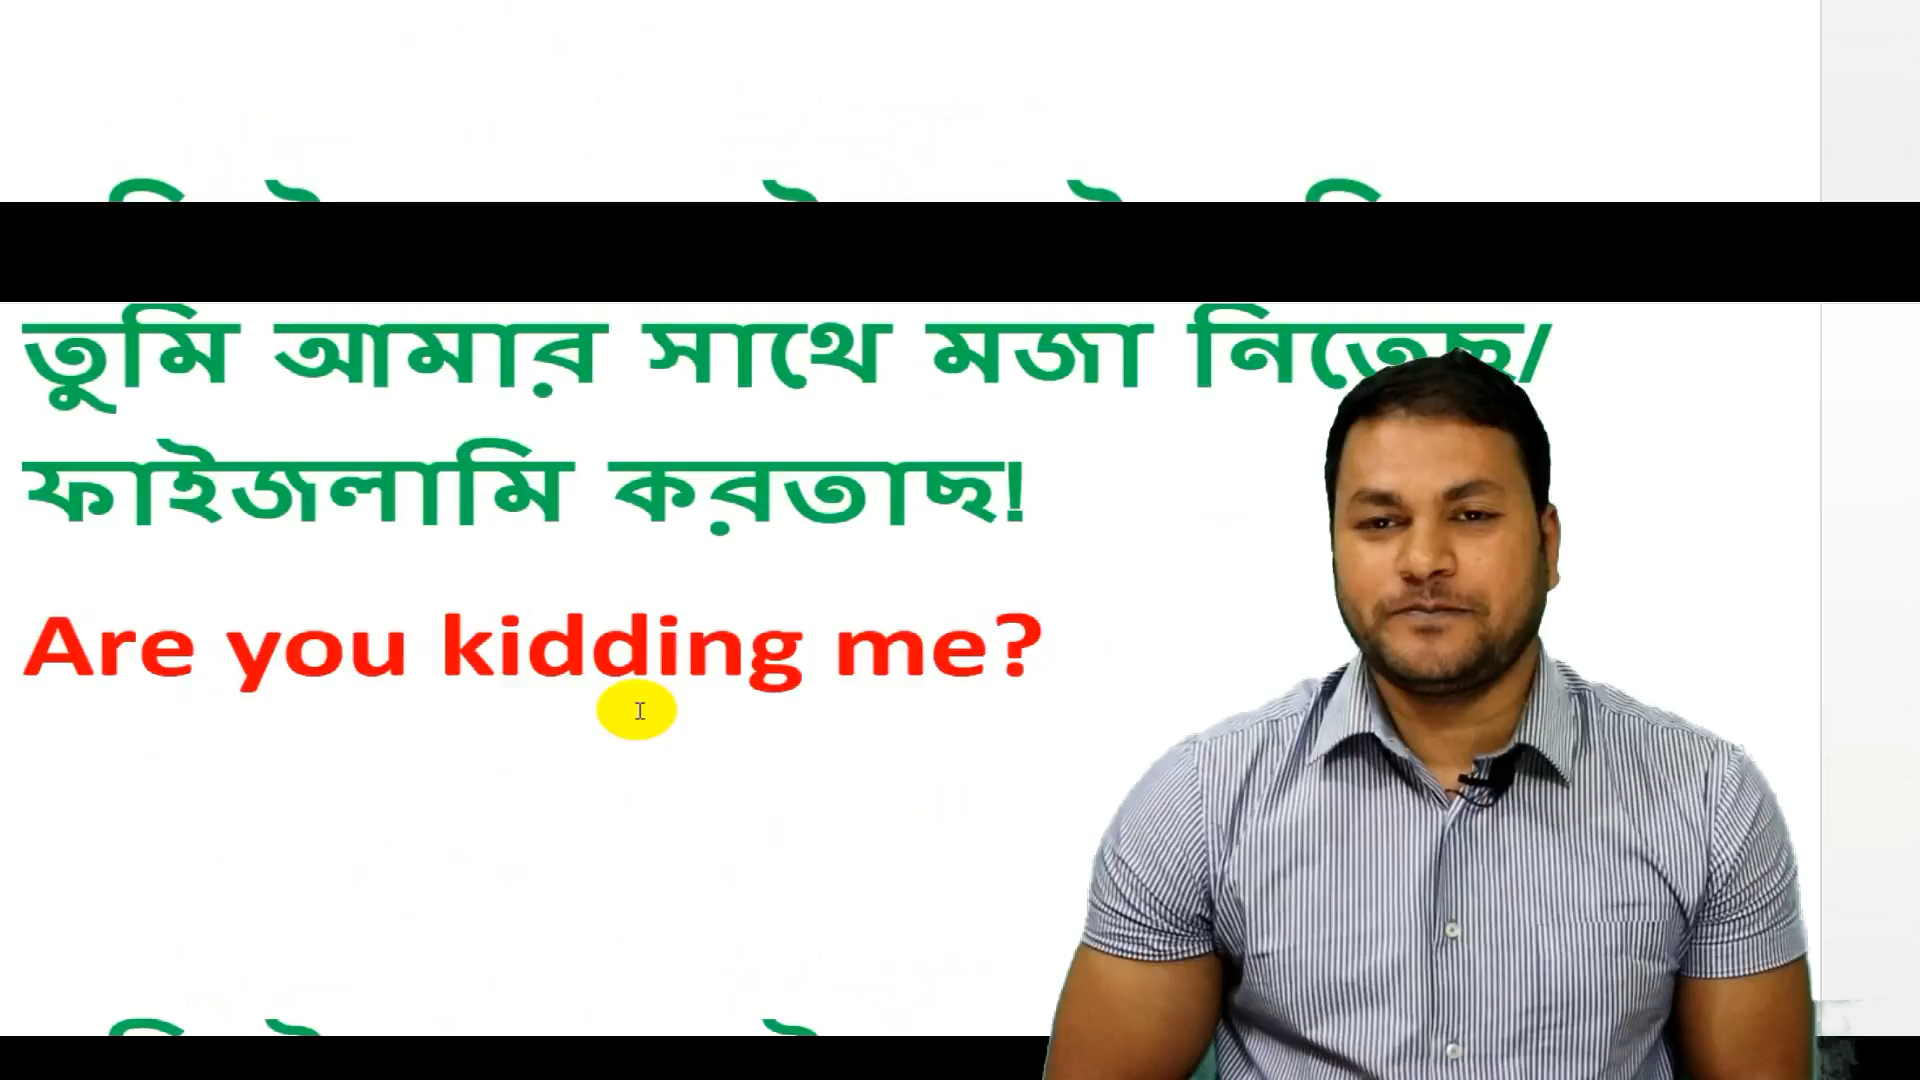 তুমি আমার সাথে মজা নিতেছ/
ফাইজলামি করতাছ!
Are you kidding me?